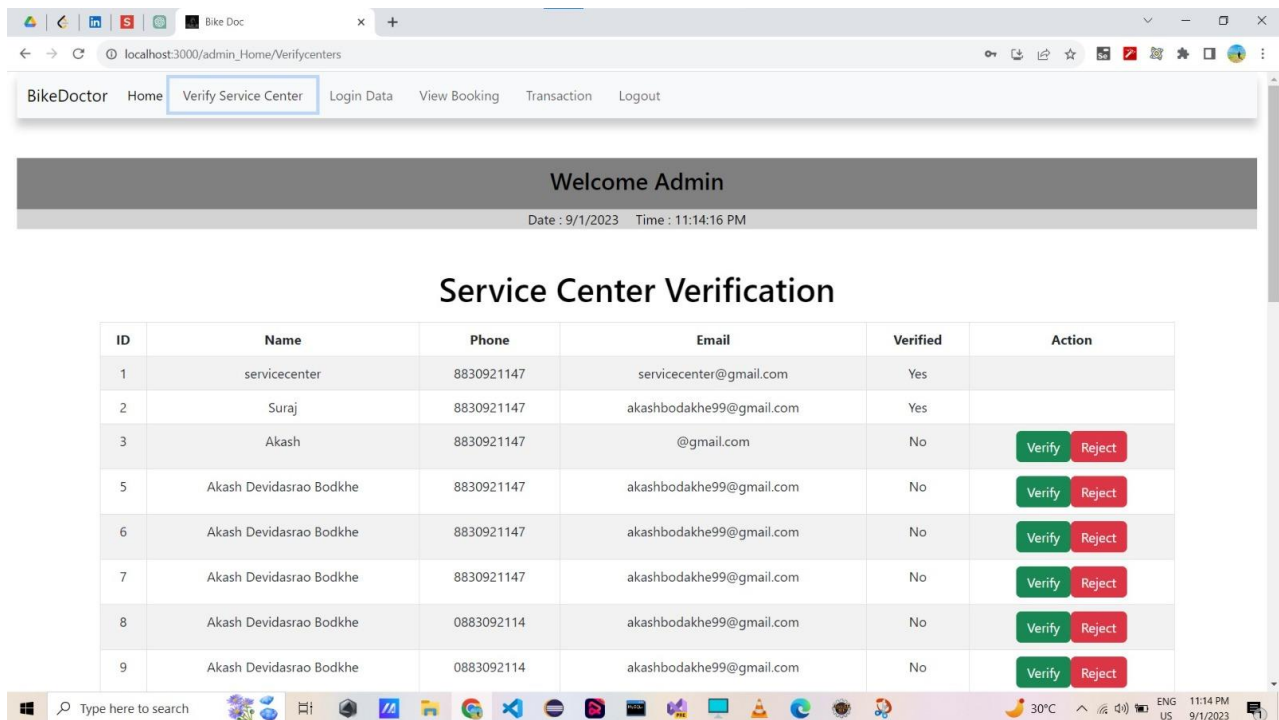 Bike Doc
localhost:3000/admin_Home/Verifycenters
BikeDoctor Home Verify Service Center Login Data View Booking Transaction Logout
Welcome Admin
Date : 9/1/2023 Time : 11:14:16 PM
Service Center Verification
ID Name Phone Email Verified Action
1 servicecenter 8830921147 servicecenter@gmail.com Yes
2 Suraj 8830921147 akashbodakhe99@gmail.com Yes
3 Akash 8830921147 @gmail.com No Verify Reject
5 Akash Devidasrao Bodkhe 8830921147 akashbodakhe99@gmail.com No Verify Reject
6 Akash Devidasrao Bodkhe 8830921147 akashbodakhe99@gmail.com No Verify Reject
7 Akash Devidasrao Bodkhe 8830921147 akashbodakhe99@gmail.com No Verify Reject
8 Akash Devidasrao Bodkhe 0883092114 akashbodakhe99@gmail.com No Verify Reject
9 Akash Devidasrao Bodkhe 0883092114 akashbodakhe99@gmail.com No Verify Reject
Type here to search 30°C ENG 11:14 PM
US 9/1/2023